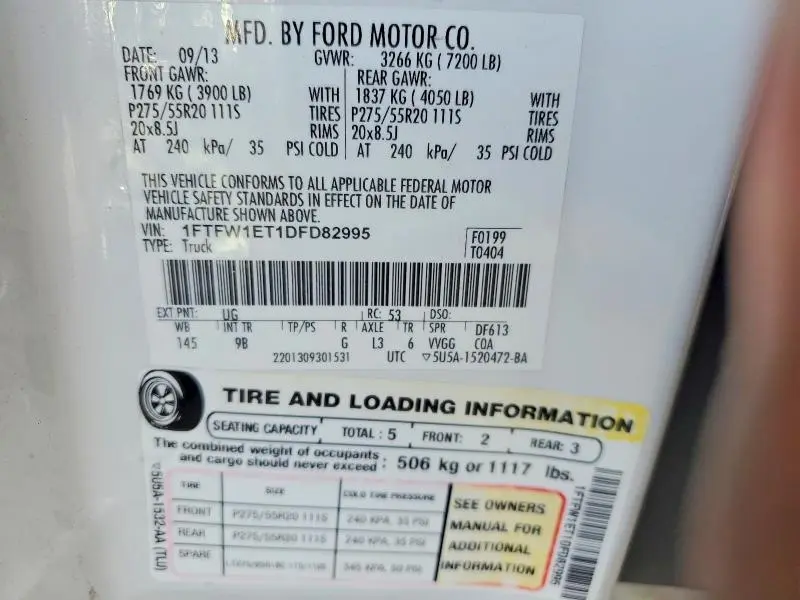 MFD. BY FORD MOTOR CO.
DATE: 09/13 GVWR: 3266 KG ( 7200 LB)
FRONT GAWR: REAR GAWR:
1769 KG ( 3900 LB) WITH 1837 KG ( 4050 LB) WITH
P275/55R20 111S TIRES P275/55R20 111S TIRES
20x8.5J RIMS 20x8.5J RIMS
AT 240 kPa/ 35 PSI COLD AT 240 kPa/ 35 PSI COLD
THIS VEHICLE CONFORMS TO ALL APPLICABLE FEDERAL MOTOR
VEHICLE SAFETY STANDARDS IN EFFECT ON THE DATE OF
MANUFACTURE SHOWN ABOVE.
VIN: 1FTFW1ET1DFD82995 F0199
TYPE: Truck T0404
EXT PNT: UG RC: 53 DSO:
WB INT TR TP/PS R AXLE TR SPR DF613
145 9B G L3 6 VVGG COA
2201309301531 UTC ▽5U5A-1520472-BA
TIRE AND LOADING INFORMATION
SEATING CAPACITY TOTAL : 5 FRONT: 2 REAR: 3
The combined weight of occupants
and cargo should never exceed : 506 kg or 1117 lbs.
TIRE SIZE COLD TIRE PRESSURE
FRONT P275/55R20 111S 240 KPA, 35 PSI
REAR P275/55R20 111S 240 KPA, 35 PSI
SPARE
SEE OWNERS
MANUAL FOR
ADDITIONAL
INFORMATION
▽5U5A-1532-AA (TLU)